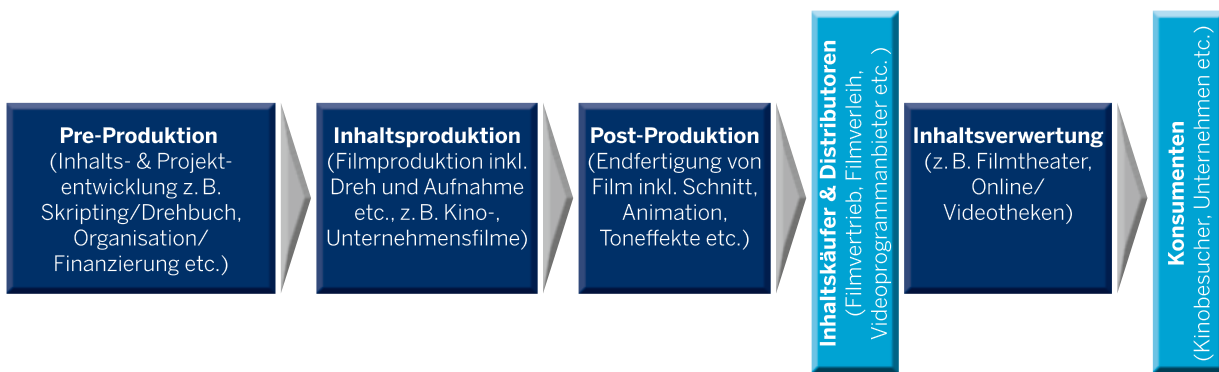 Pre-Produktion
(Inhalts- & Projekt-
entwicklung z. B.
Skripting/Drehbuch,
Organisation/
Finanzierung etc.)
Inhaltsproduktion
(Filmproduktion inkl.
Dreh und Aufnahme
etc., z. B. Kino-,
Unternehmensfilme)
Post-Produktion
(Endfertigung von
Film inkl. Schnitt,
Animation,
Toneffekte etc.)
Inhaltskäufer & Distributoren
(Filmvertrieb, Filmverleih,
Videoprogrammanbieter etc. )
Inhaltsverwertung
(z. B. Filmtheater,
Online/
Videotheken)
Konsumenten
(Kinobesucher, Unternehmen etc.)